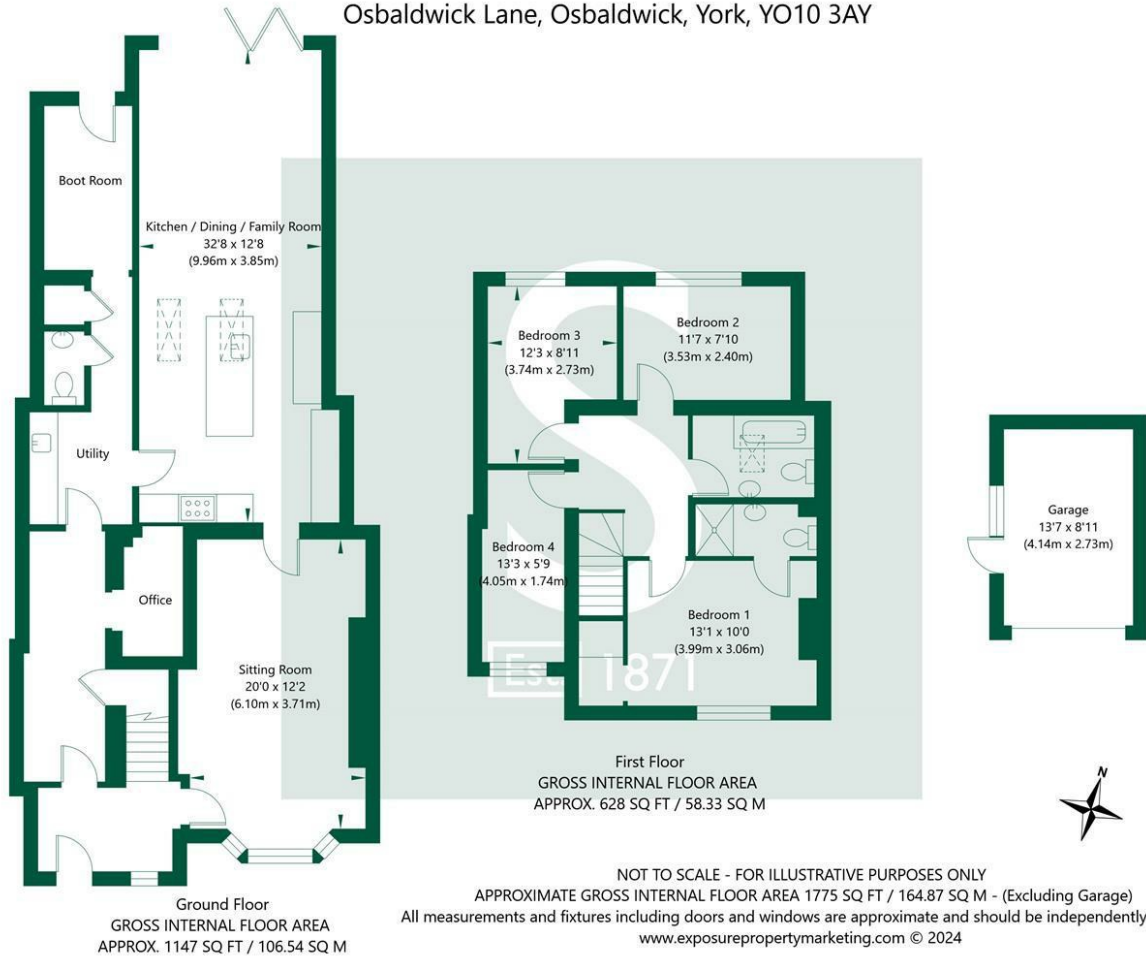 Osbaldwick Lane, Osbaldwick, York, YO10 3AY
Boot Room
Kitchen / Dining / Family Room
32'8 x 12'8
(9.96m x 3.85m)
Utility
Office
Sitting Room
20'0 x 12'2
(6.10m x 3.71m)
Ground Floor
GROSS INTERNAL FLOOR AREA
APPROX. 1147 SQ FT / 106.54 SQ M
Bedroom 3
12'3 x 8'11
(3.74m x 2.73m)
Bedroom 2
11'7 x 7'10
(3.53m x 2.40m)
Bedroom 4
13'3 x 5'9
(4.05m x 1.74m)
Bedroom 1
13'1 x 10'0
(3.99m x 3.06m)
S
Est 1871
First Floor
GROSS INTERNAL FLOOR AREA
APPROX. 628 SQ FT / 58.33 SQ M
Garage
13'7 x 8'11
(4.14m x 2.73m)
N
NOT TO SCALE - FOR ILLUSTRATIVE PURPOSES ONLY
APPROXIMATE GROSS INTERNAL FLOOR AREA 1775 SQ FT / 164.87 SQ M - (Excluding Garage)
All measurements and fixtures including doors and windows are approximate and should be independently
www.exposurepropertymarketing.com © 2024